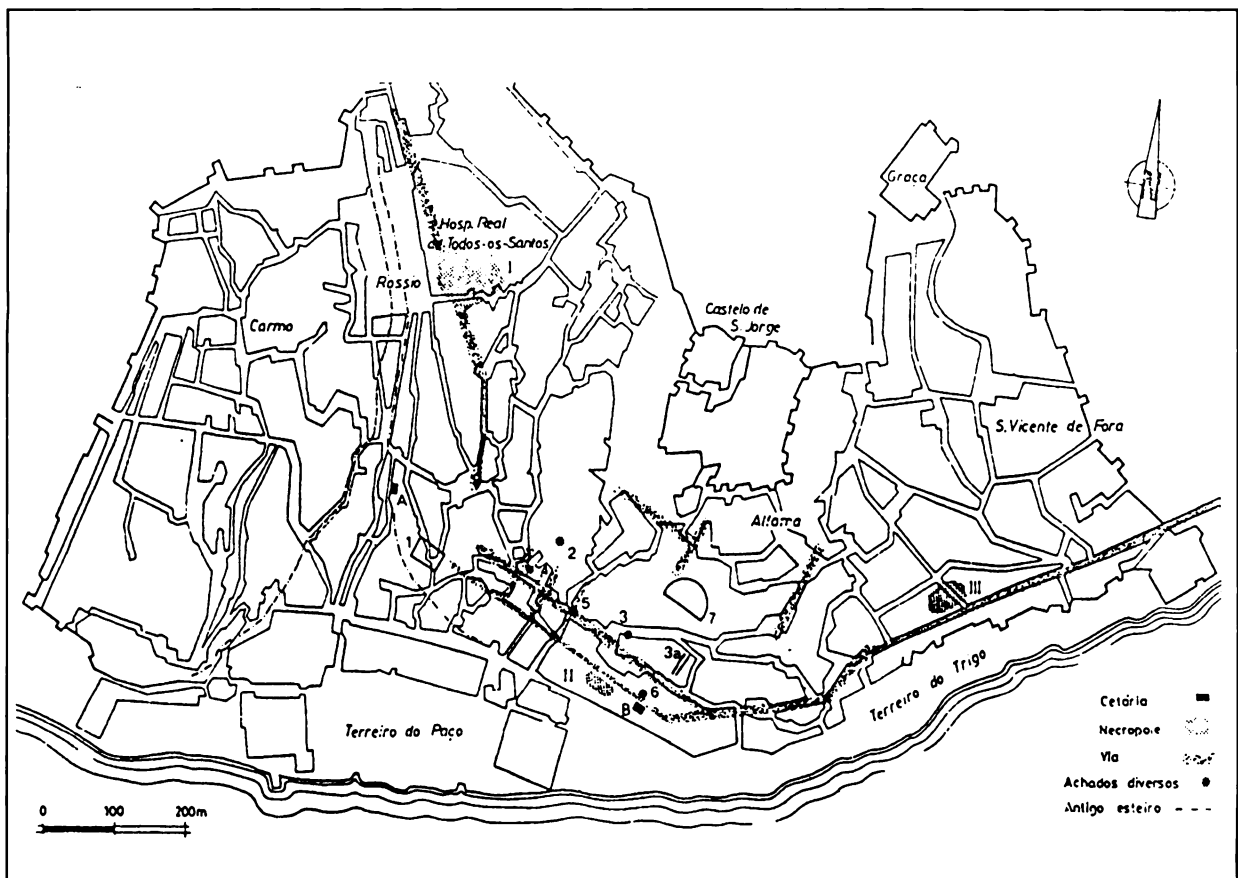 Graça
Hosp. Real
de Todos-os-Santos
I
Rossio
Carmo
Castelo de
S. Jorge
S. Vicente de Fora
A
Alfama
1
2
4
5
3
7
III
3a
II
6
B
Terreiro do Trigo
Terreiro do Paço
Cetária
Necropole
Via
Achados diversos
Antigo esteiro
0 100 200m